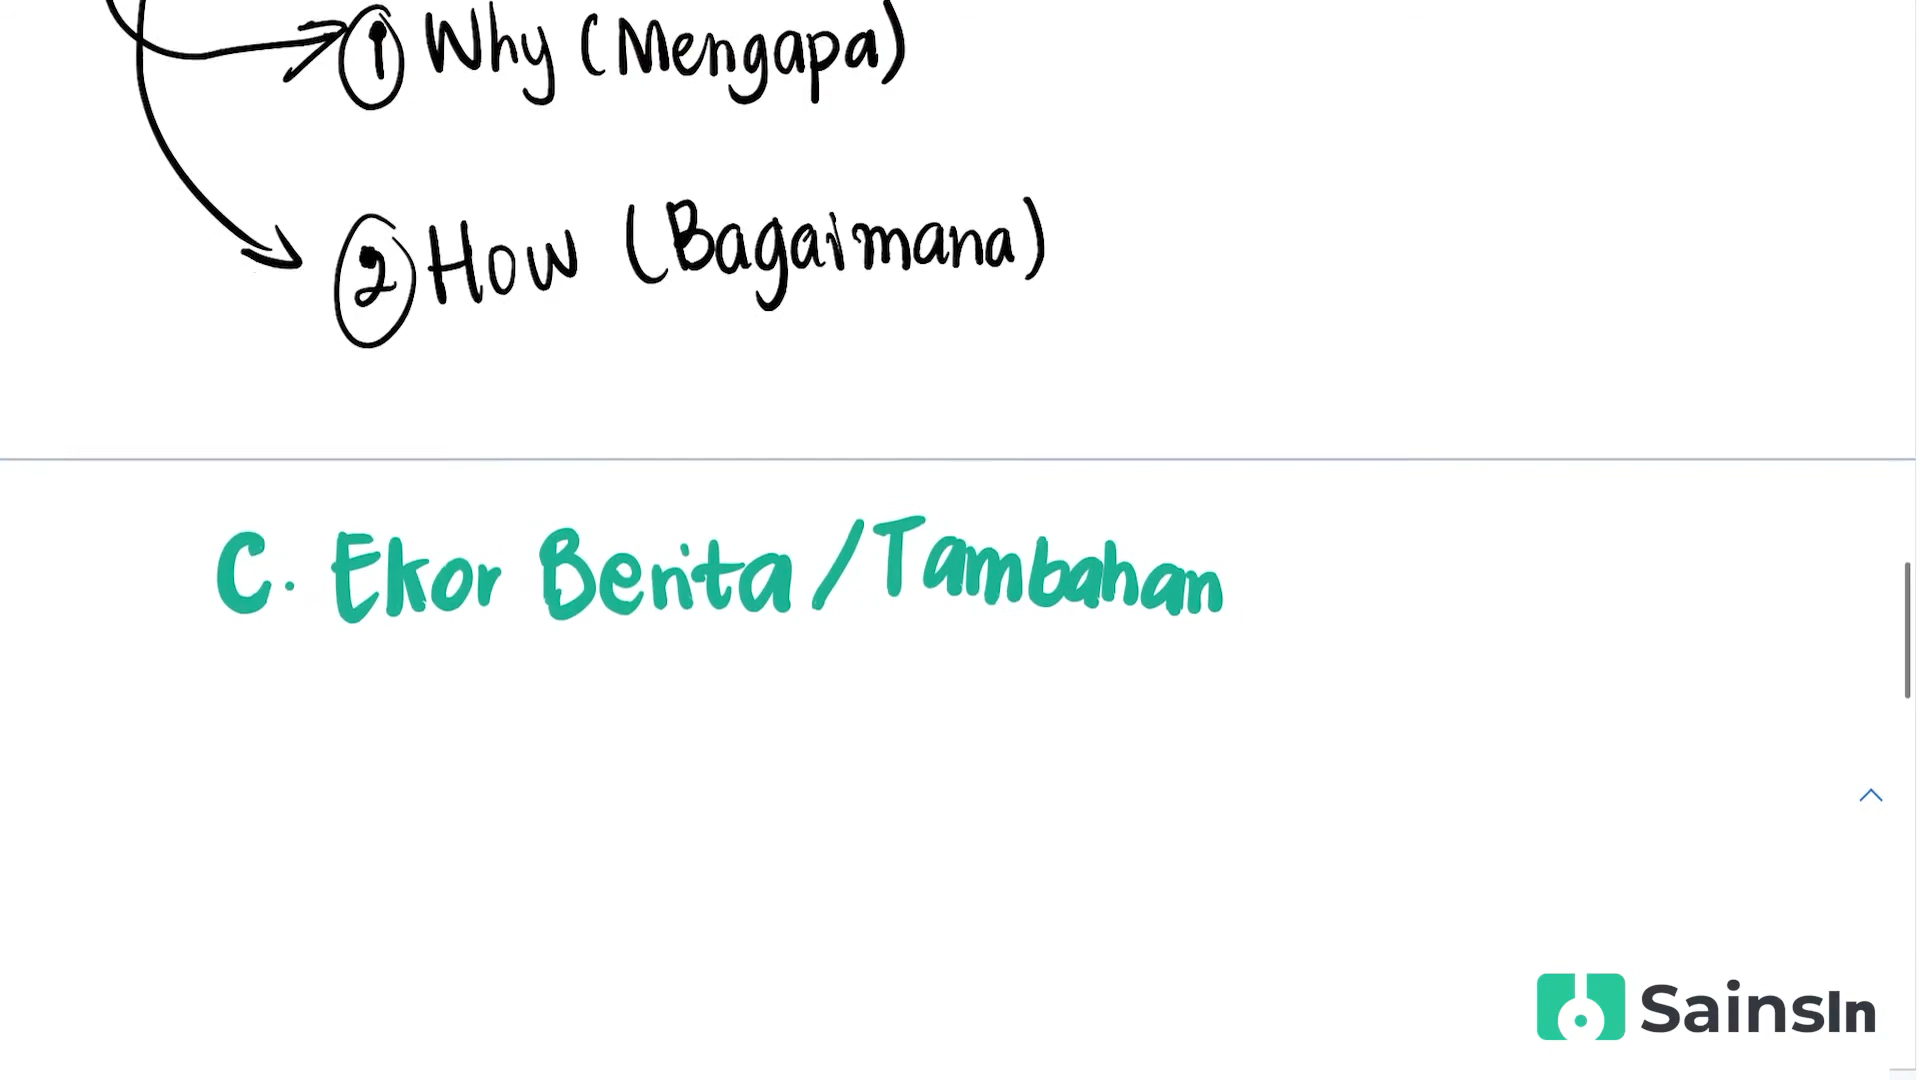 1 Why (Mengapa)
2 How (Bagaimana)
C. Ekor Berita/Tambahan
SainsIn